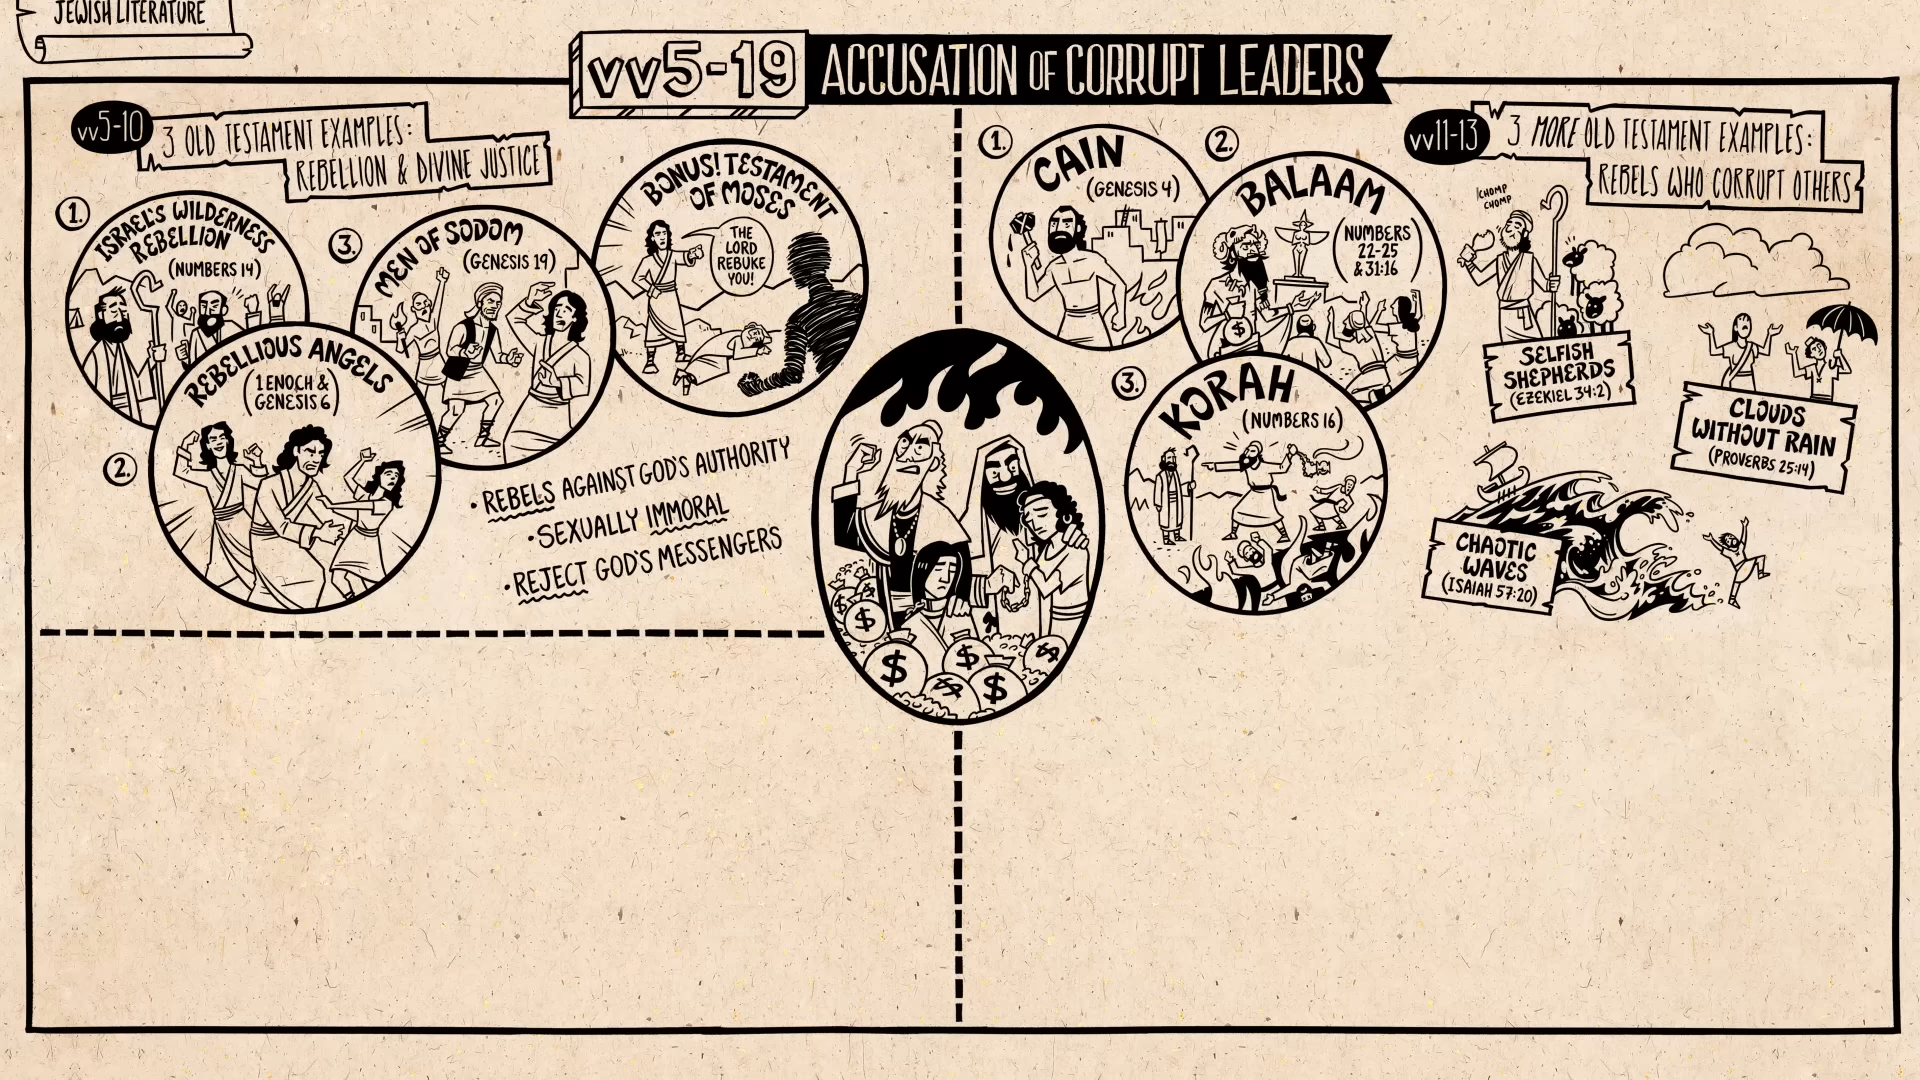 JEWISH LITERATURE
vv5-19 ACCUSATION OF CORRUPT LEADERS
vv5-10
3 OLD TESTAMENT EXAMPLES:
REBELLION & DIVINE JUSTICE
1.
ISRAEL'S WILDERNESS
REBELLION
(NUMBERS 14)
2.
REBELLIOUS ANGELS
(1 ENOCH &
GENESIS 6)
3.
MEN OF SODOM
(GENESIS 19)
BONUS! TESTAMENT
OF MOSES
THE
LORD
REBUKE
YOU!
• REBELS AGAINST GOD'S AUTHORITY
• SEXUALLY IMMORAL
• REJECT GOD'S MESSENGERS
$
$
$
$
$
$
$
1.
CAIN
(GENESIS 4)
2.
BALAAM
(NUMBERS
22-25
& 31:16)
$
3.
KORAH
(NUMBERS 16)
vv11-13
3 MORE OLD TESTAMENT EXAMPLES:
REBELS WHO CORRUPT OTHERS
CHOMP
CHOMP
SELFISH
SHEPHERDS
(EZEKIEL 34:2)
CLOUDS
WITHOUT RAIN
(PROVERBS 25:14)
CHAOTIC
WAVES
(ISAIAH 57:20)